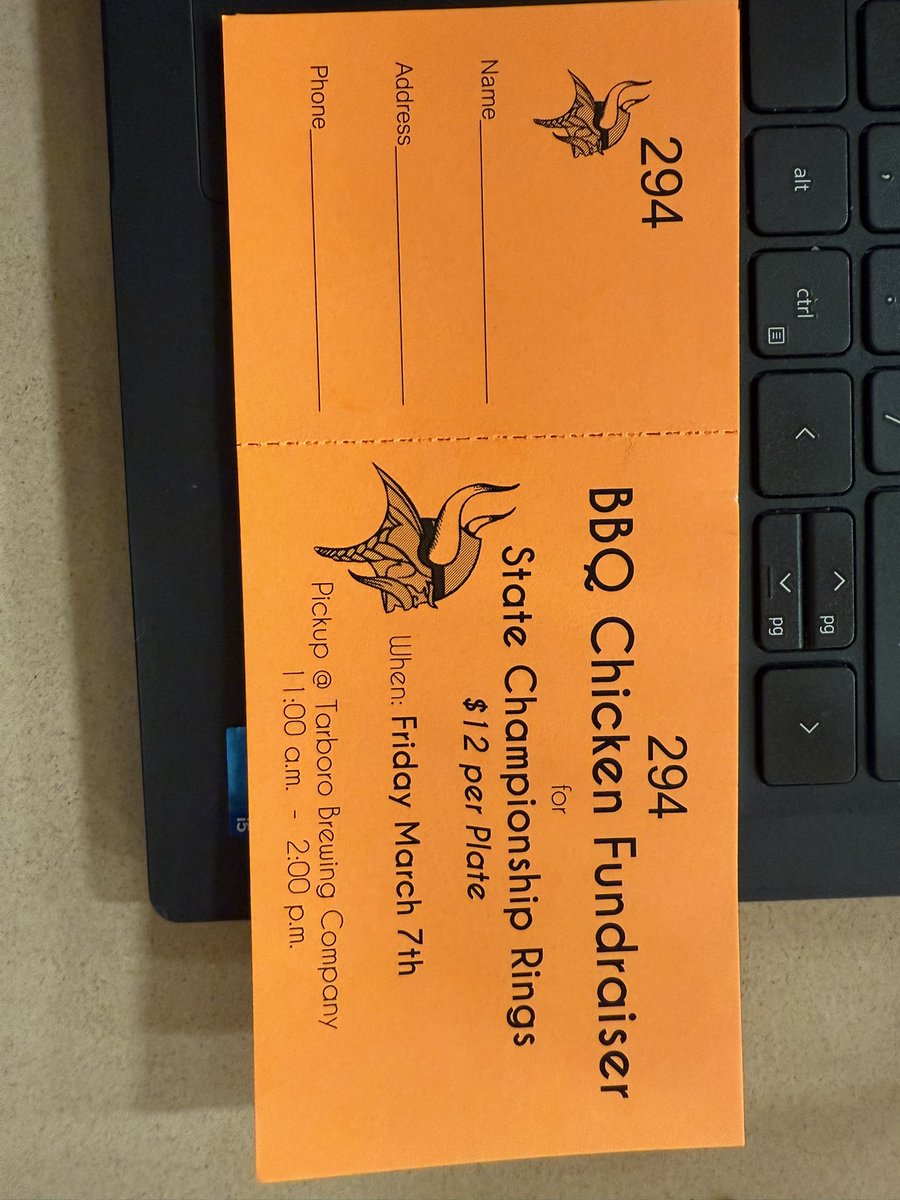 294
Name
Address
Phone
294
BBQ Chicken Fundraiser
for
State Championship Rings
$12 per Plate
When: Friday March 7th
Pickup @ Tarboro Brewing Company
11:00 a.m. - 2:00 p.m.
alt
ctrl
pg
pg
i5